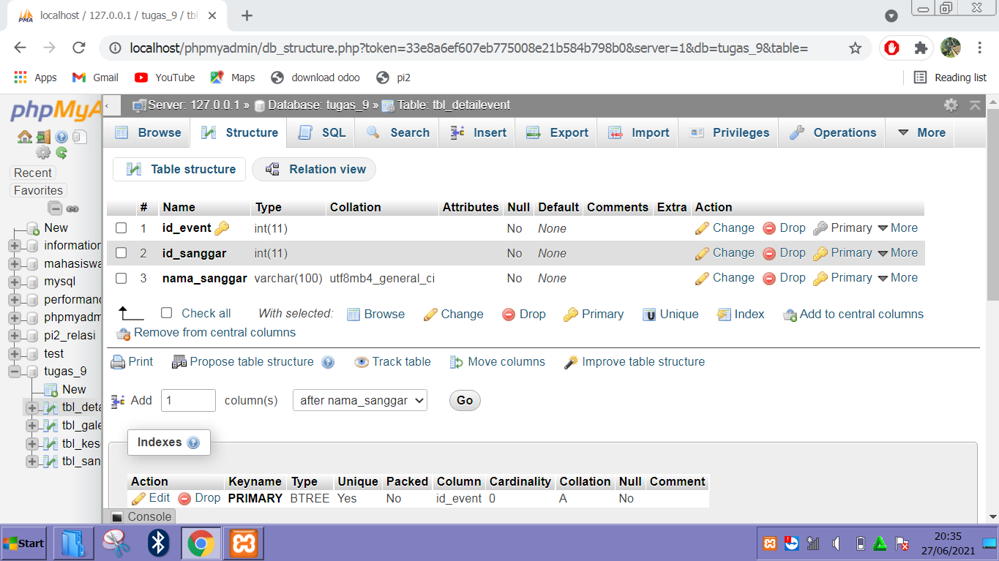 localhost / 127.0.0.1 / tugas_9 / tbl
localhost/phpmyadmin/db_structure.php?token=33e8a6ef607eb775008e21b584b798b0&server=1&db=tugas_9&table=
Apps Gmail YouTube Maps download odoo pi2 Reading list
phpMyA
Server: 127.0.0.1 » Database: tugas_9 » Table: tbl_detailevent
Browse Structure SQL Search Insert Export Import Privileges Operations More
Recent
Favorites
New
information
mahasiswa
mysql
performanc
phpmyadm
pi2_relasi
test
tugas_9
New
tbl_deta
tbl_gale
tbl_kes
tbl_san
Table structure Relation view
# Name Type Collation Attributes Null Default Comments Extra Action
1 id_event int(11) No None Change Drop Primary More
2 id_sanggar int(11) No None Change Drop Primary More
3 nama_sanggar varchar(100) utf8mb4_general_ci No None Change Drop Primary More
Check all With selected: Browse Change Drop Primary Unique Index Add to central columns
Remove from central columns
Print Propose table structure Track table Move columns Improve table structure
Add 1 column(s) after nama_sanggar Go
Indexes
Action Keyname Type Unique Packed Column Cardinality Collation Null Comment
Edit Drop PRIMARY BTREE Yes No id_event 0 A No
Console
Start
20:35
27/06/2021